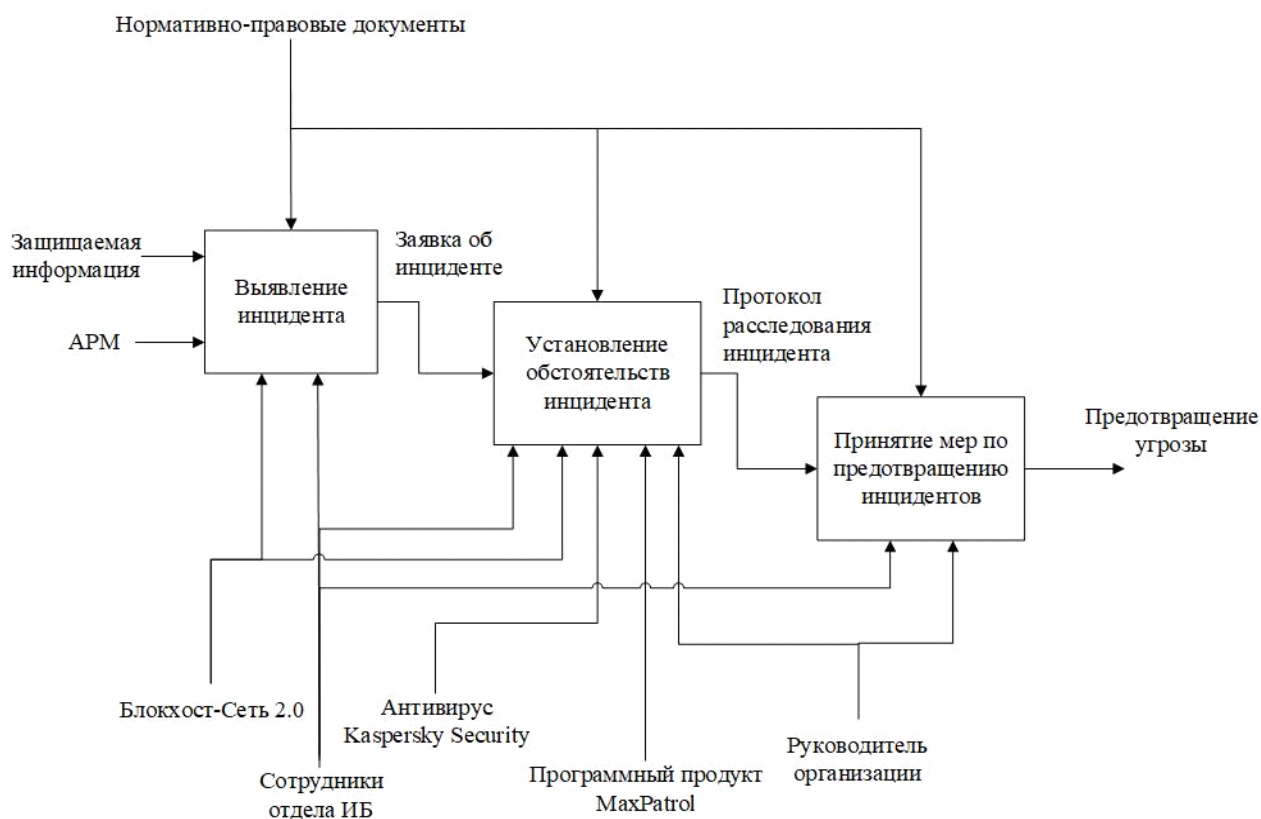 Нормативно-правовые документы
Защищаемая
информация
АРМ
Выявление
инцидента
Заявка об
инциденте
Установление
обстоятельств
инцидента
Протокол
расследования
инцидента
Принятие мер по
предотвращению
инцидентов
Предотвращение
угрозы
Блокхост-Сеть 2.0
Сотрудники
отдела ИБ
Антивирус
Kaspersky Security
Программный продукт
MaxPatrol
Руководитель
организации